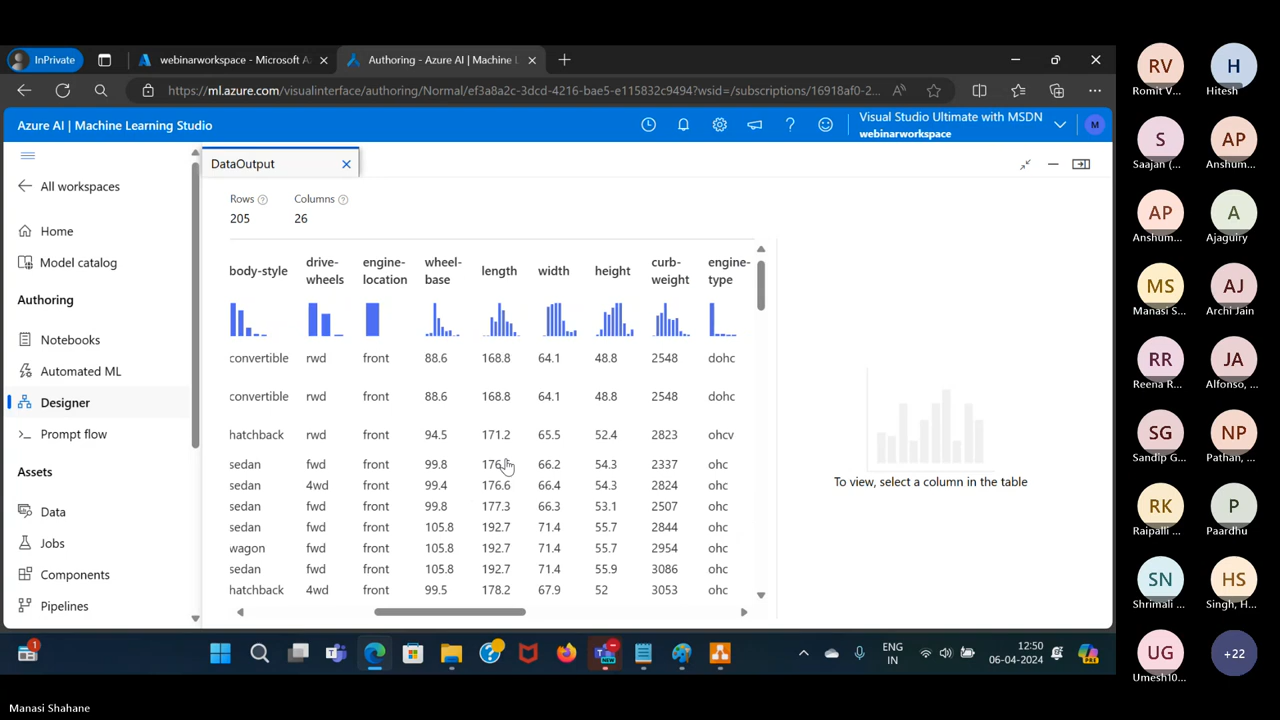 InPrivate
webinarworkspace - Microsoft A
Authoring - Azure AI | Machine L
https://ml.azure.com/visualinterface/authoring/Normal/ef3a8a2c-3dcd-4216-bae5-e115832c9494?wsid=/subscriptions/16918af0-2...
Azure AI | Machine Learning Studio
Visual Studio Ultimate with MSDN
webinarworkspace
M
All workspaces
Home
Model catalog
Authoring
Notebooks
Automated ML
Designer
Prompt flow
Assets
Data
Jobs
Components
Pipelines
DataOutput
Rows Columns
205 26
body-style drive-wheels engine-location wheel-base length width height curb-weight engine-type
convertible rwd front 88.6 168.8 64.1 48.8 2548 dohc
convertible rwd front 88.6 168.8 64.1 48.8 2548 dohc
hatchback rwd front 94.5 171.2 65.5 52.4 2823 ohcv
sedan fwd front 99.8 176. 66.2 54.3 2337 ohc
sedan 4wd front 99.4 176.6 66.4 54.3 2824 ohc
sedan fwd front 99.8 177.3 66.3 53.1 2507 ohc
sedan fwd front 105.8 192.7 71.4 55.7 2844 ohc
wagon fwd front 105.8 192.7 71.4 55.7 2954 ohc
sedan fwd front 105.8 192.7 71.4 55.9 3086 ohc
hatchback 4wd front 99.5 178.2 67.9 52 3053 ohc
To view, select a column in the table
1
NEW
ENG
IN
12:50
06-04-2024
PRE
RV H
Romit V... Hitesh
S AP
Saajan (... Anshum...
AP A
Anshum... Ajaguiry
MS AJ
Manasi S... Archi Jain
RR JA
Reena R... Alfonso, ...
SG NP
Sandip G... Pathan, ...
RK P
Raipalli ... Paardhu
SN HS
Shrimali ... Singh, H...
UG +22
Umesh10...
Manasi Shahane